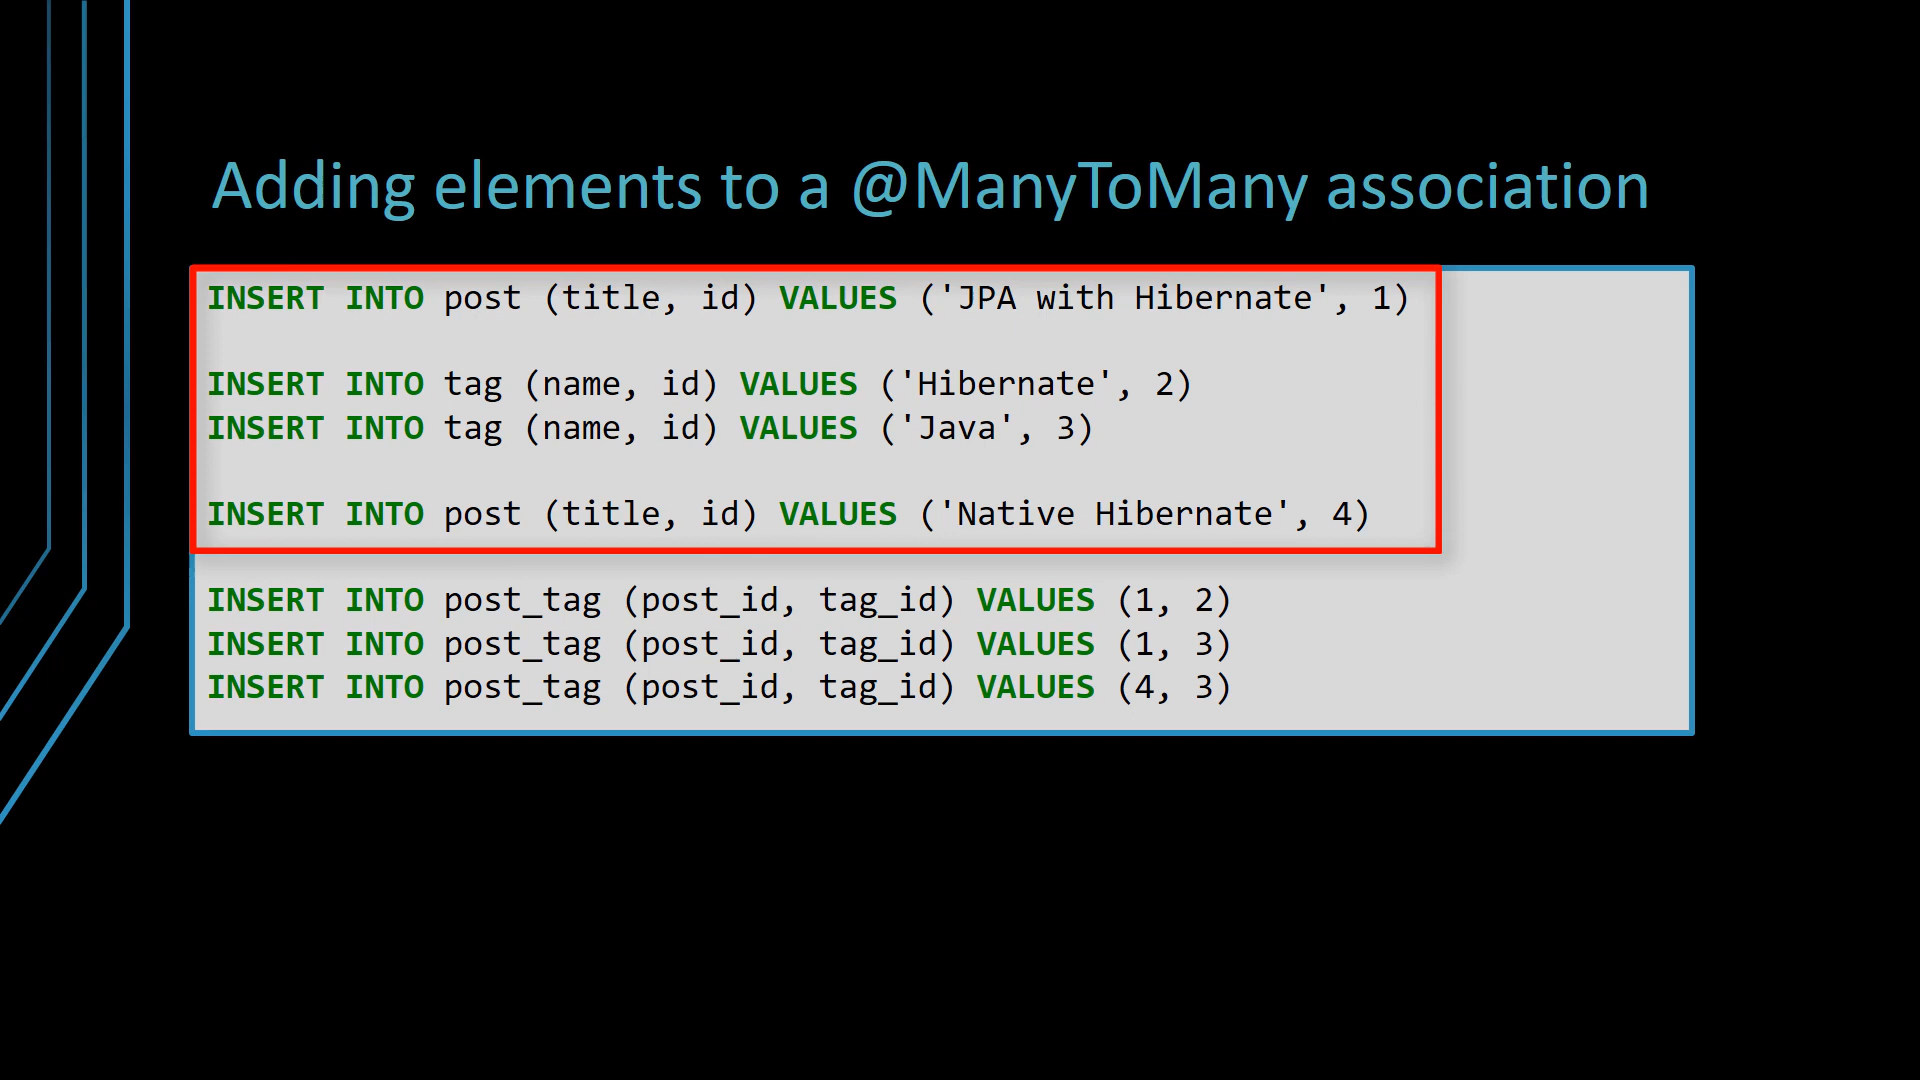 Adding elements to a @ManyToMany association
INSERT INTO post (title, id) VALUES ('JPA with Hibernate', 1)
INSERT INTO tag (name, id) VALUES ('Hibernate', 2)
INSERT INTO tag (name, id) VALUES ('Java', 3)
INSERT INTO post (title, id) VALUES ('Native Hibernate', 4)
INSERT INTO post_tag (post_id, tag_id) VALUES (1, 2)
INSERT INTO post_tag (post_id, tag_id) VALUES (1, 3)
INSERT INTO post_tag (post_id, tag_id) VALUES (4, 3)